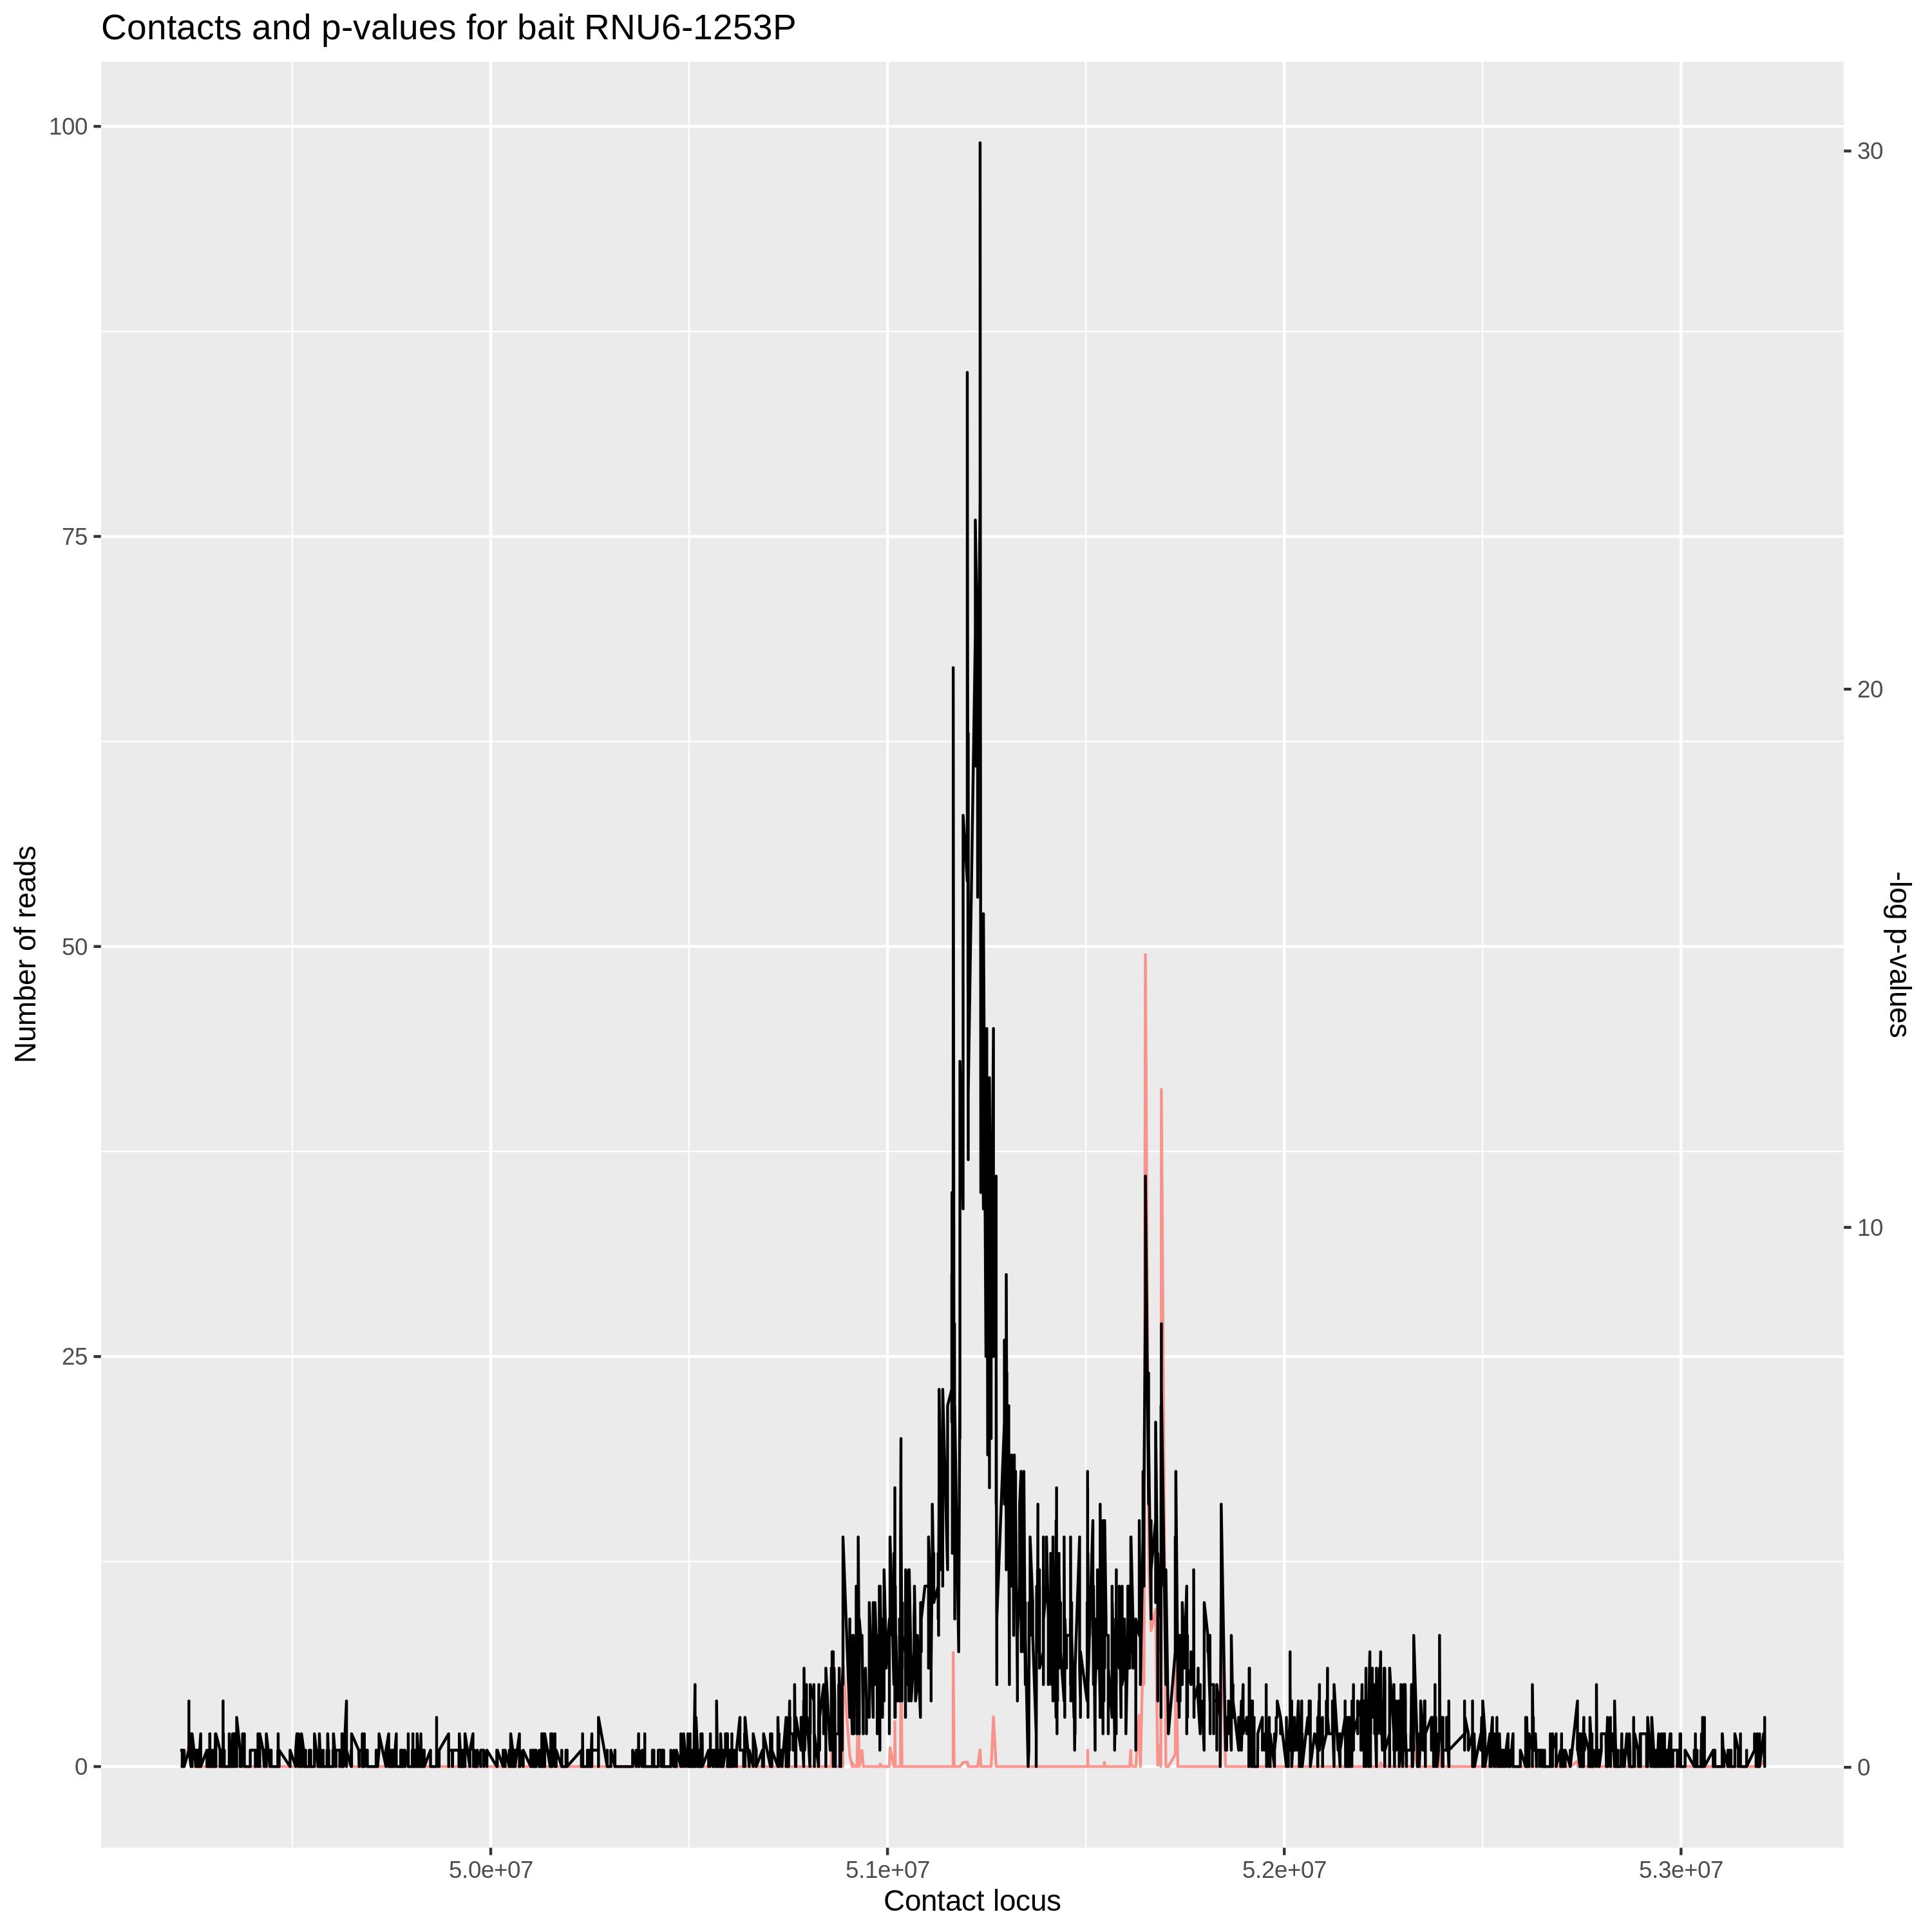 Contacts and p-values for bait RNU6-1253P
100
75
50
25
0
Number of reads
30
20
10
0
-log p-values
5.0e+07
5.1e+07
5.2e+07
5.3e+07
Contact locus